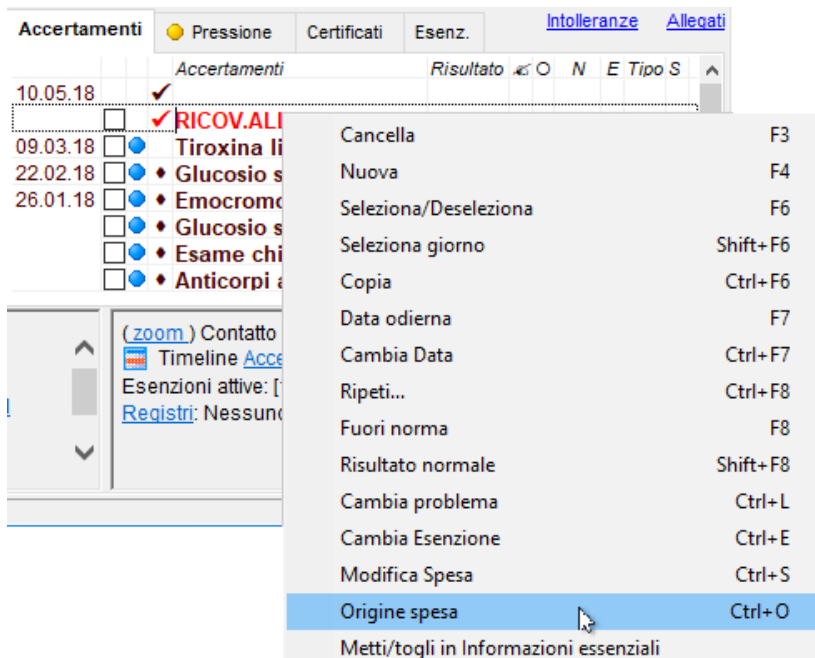 Accertamenti Pressione Certificati Esenz. Intolleranze Allegati
Accertamenti Risultato O N E Tipo S
10.05.18
RICOV.ALI
09.03.18 Tiroxina li
22.02.18 Glucosio s
26.01.18 Emocromo
Glucosio s
Esame chi
Anticorpi a
(zoom) Contatto
Timeline Acce
Esenzioni attive: [
Registri: Nessuno
Cancella F3
Nuova F4
Seleziona/Deseleziona F6
Seleziona giorno Shift+F6
Copia Ctrl+F6
Data odierna F7
Cambia Data Ctrl+F7
Ripeti... Ctrl+F8
Fuori norma F8
Risultato normale Shift+F8
Cambia problema Ctrl+L
Cambia Esenzione Ctrl+E
Modifica Spesa Ctrl+S
Origine spesa Ctrl+O
Metti/togli in Informazioni essenziali